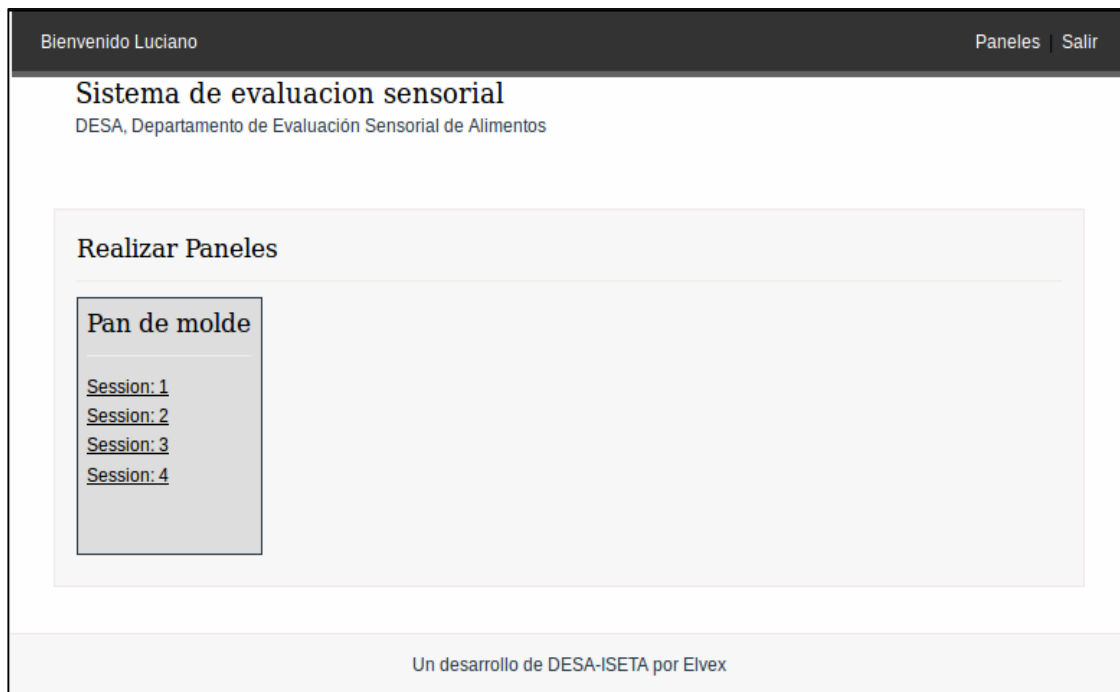 Bienvenido Luciano
Paneles | Salir
Sistema de evaluacion sensorial
DESA, Departamento de Evaluación Sensorial de Alimentos
Realizar Paneles
Pan de molde
Session: 1
Session: 2
Session: 3
Session: 4
Un desarrollo de DESA-ISETA por Elvex